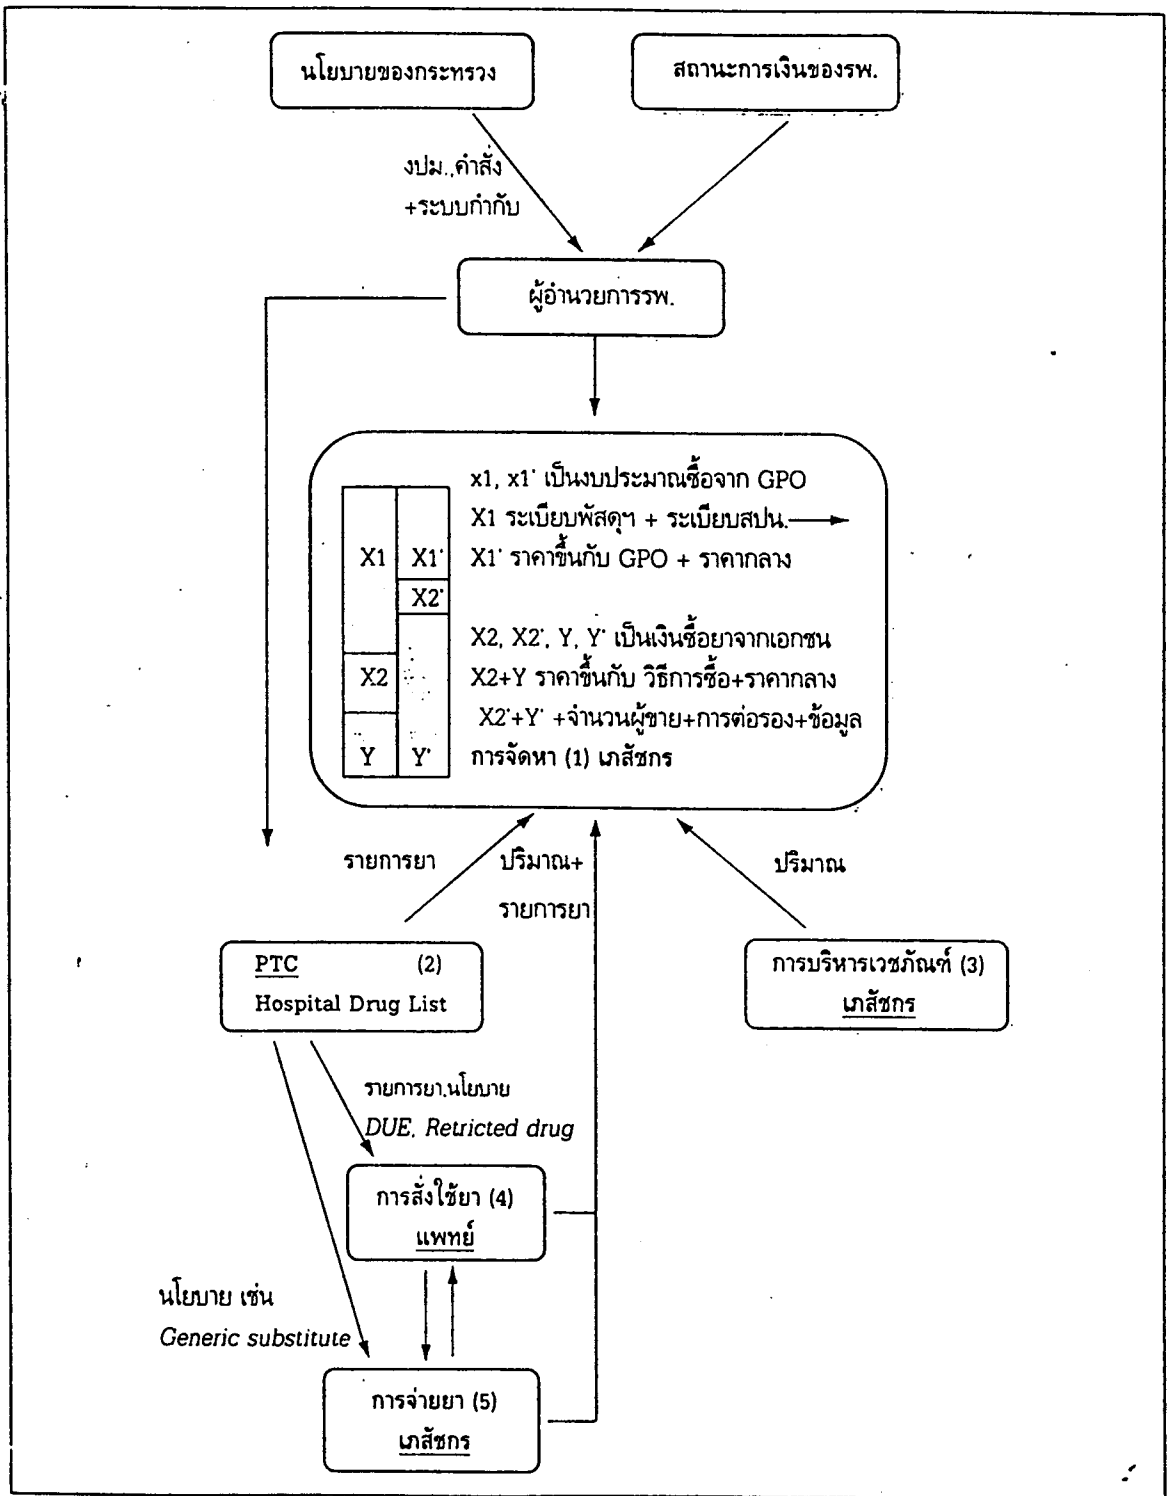 นโยบายของกระทรวง
สถานะการเงินของรพ.
งปม.,คำสั่ง
+ระบบกำกับ
ผู้อำนวยการรพ.
x1, x1' เป็นงบประมาณซื้อจาก GPO
X1 ระเบียบพัสดุฯ + ระเบียบสปน.
X1 X1' X1' ราคาขึ้นกับ GPO + ราคากลาง
X2'
X2, X2', Y, Y' เป็นเงินซื้อยาจากเอกชน
X2 X2+Y ราคาขึ้นกับ วิธีการซื้อ+ราคากลาง
X2'+Y' +จำนวนผู้ขาย+การต่อรอง+ข้อมูล
Y Y' การจัดหา (1) เภสัชกร
รายการยา
ปริมาณ+
รายการยา
ปริมาณ
PTC (2)
Hospital Drug List
การบริหารเวชภัณฑ์ (3)
เภสัชกร
รายการยา.นโยบาย
DUE, Retricted drug
การสั่งใช้ยา (4)
แพทย์
นโยบาย เช่น
Generic substitute
การจ่ายยา (5)
เภสัชกร